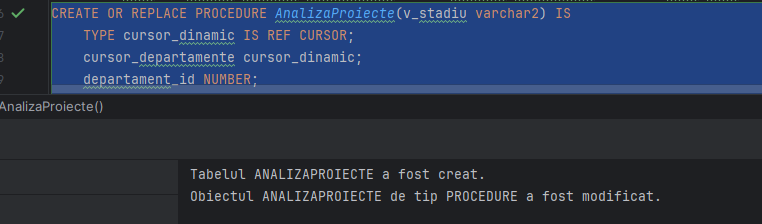 CREATE OR REPLACE PROCEDURE AnalizaProiecte(v_stadiu varchar2) IS
TYPE cursor_dinamic IS REF CURSOR;
cursor_departamente cursor_dinamic;
departament_id NUMBER;
AnalizaProiecte()
Tabelul ANALIZAPROIECTE a fost creat.
Obiectul ANALIZAPROIECTE de tip PROCEDURE a fost modificat.